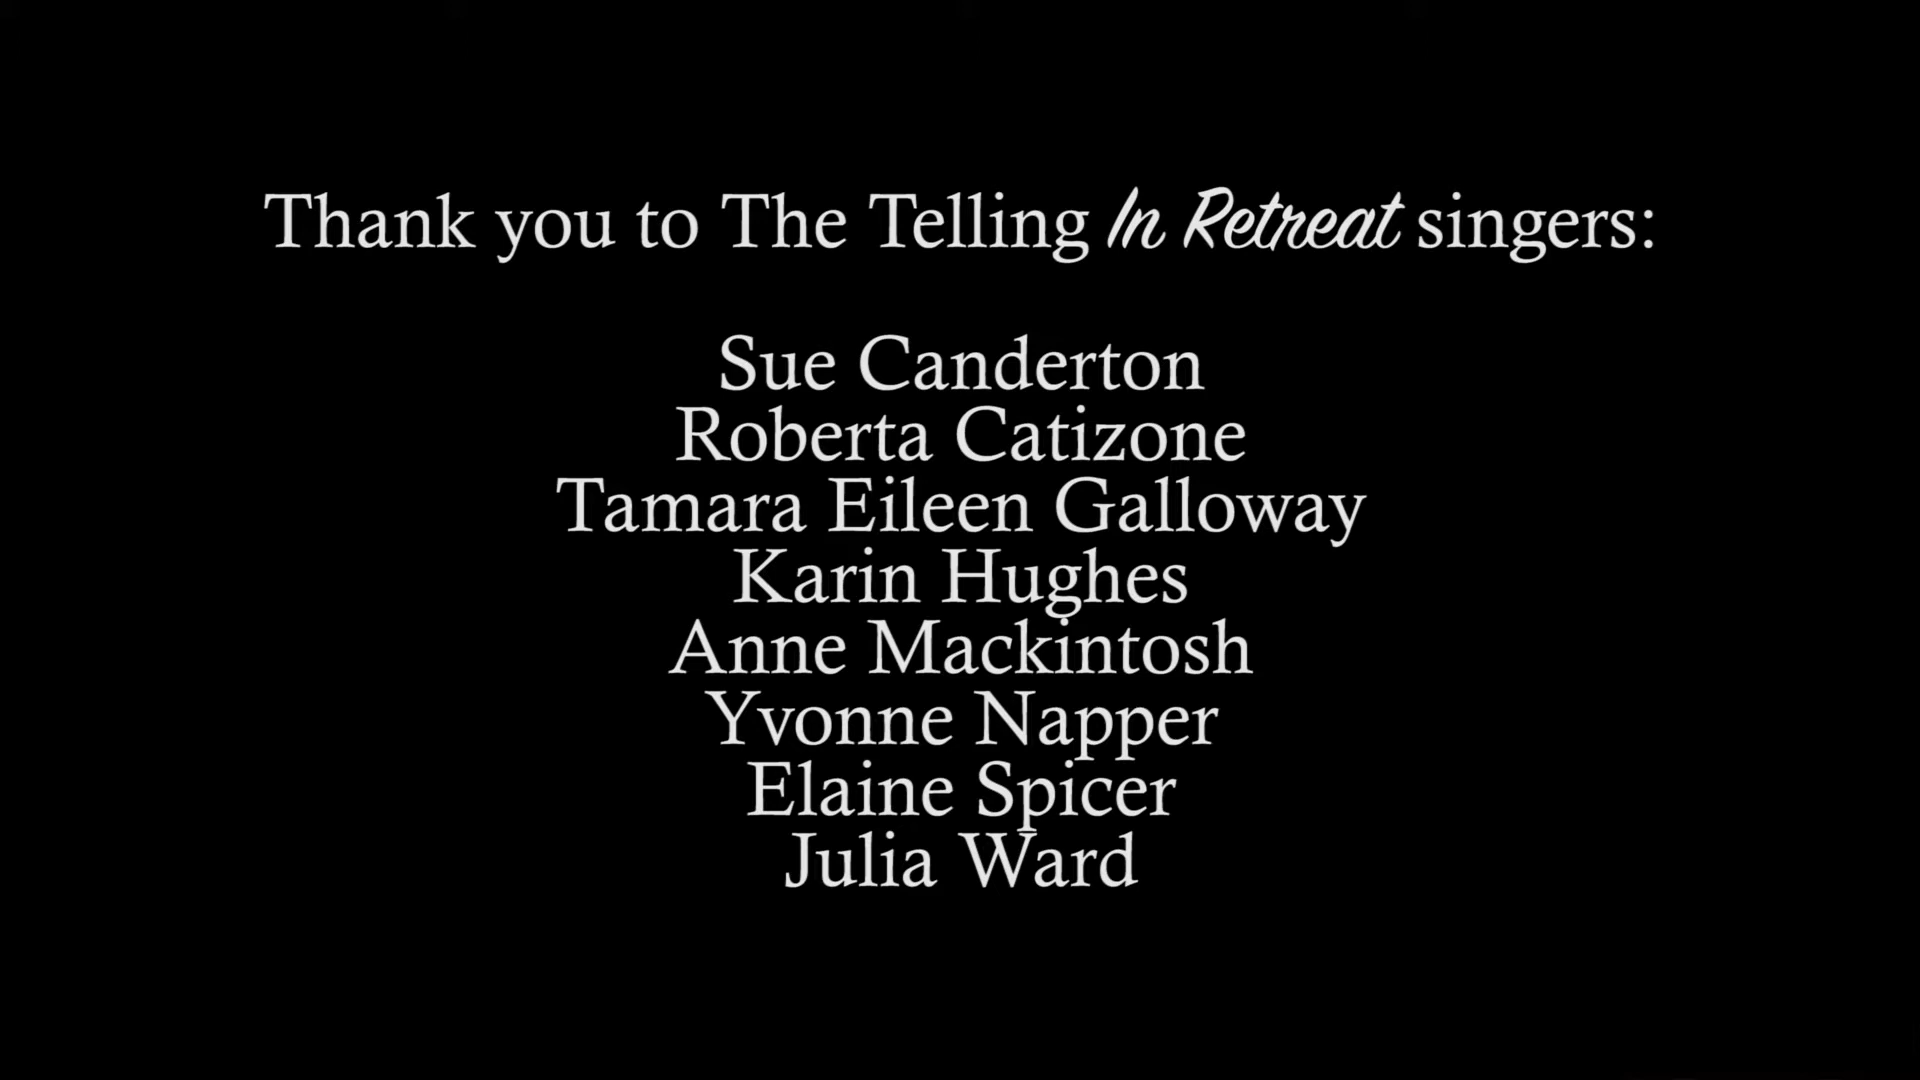 Thank you to The Telling In Retreat singers:
Sue Canderton
Roberta Catizone
Tamara Eileen Galloway
Karin Hughes
Anne Mackintosh
Yvonne Napper
Elaine Spicer
Julia Ward